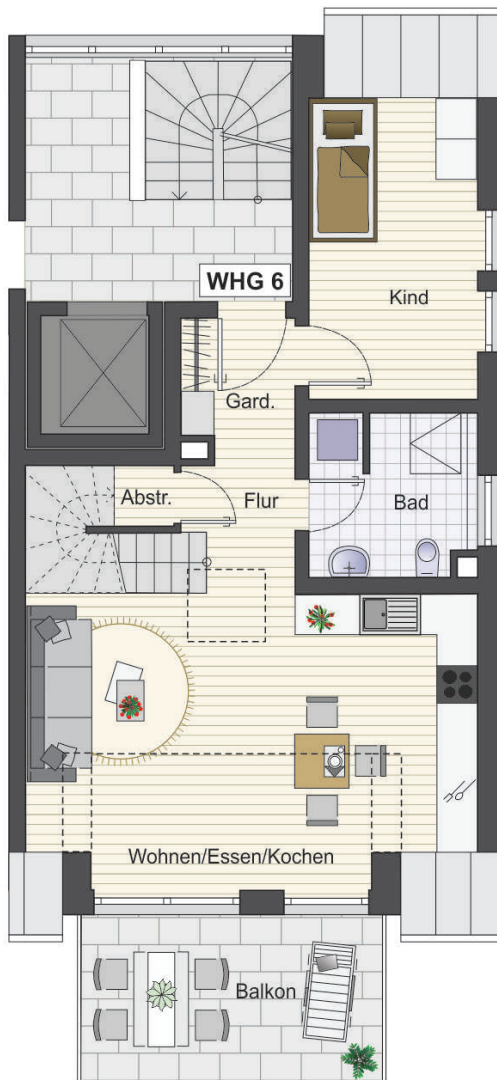 WHG 6
Kind
Gard.
Abstr.
Flur
Bad
Wohnen/Essen/Kochen
Balkon